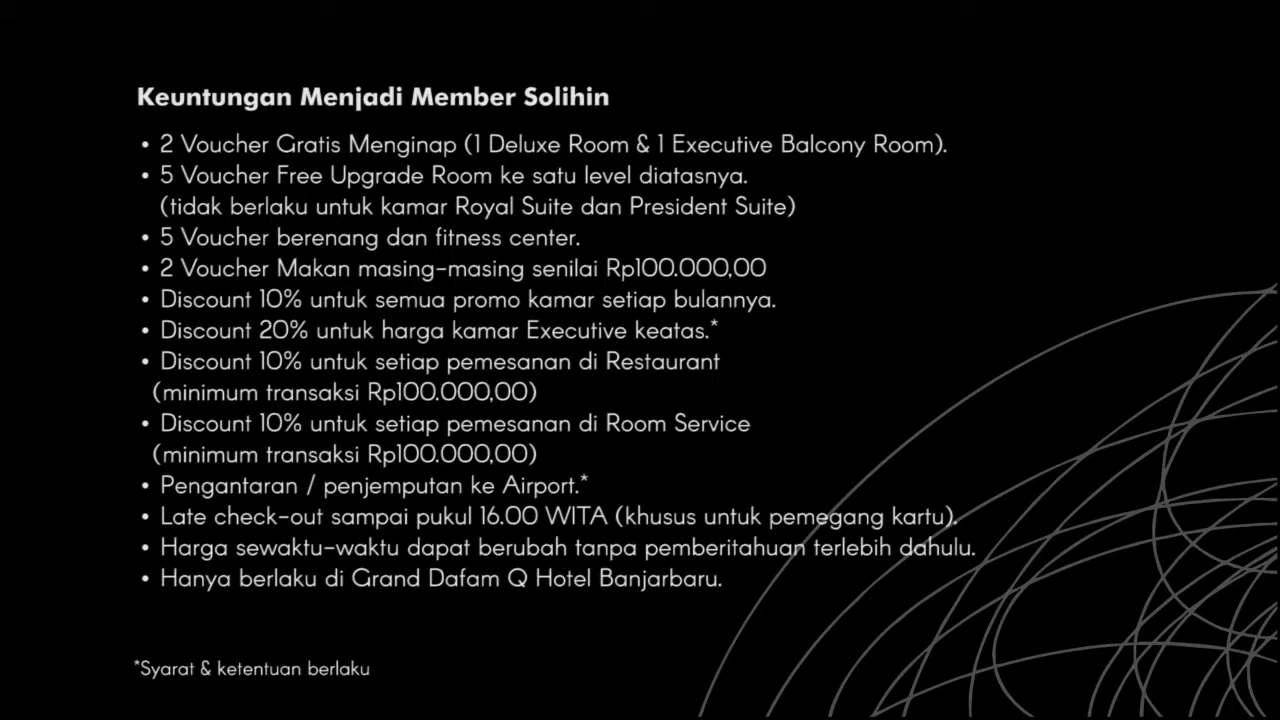 Keuntungan Menjadi Member Solihin
• 2 Voucher Gratis Menginap (1 Deluxe Room & 1 Executive Balcony Room).
• 5 Voucher Free Upgrade Room ke satu level diatasnya.
(tidak berlaku untuk kamar Royal Suite dan President Suite)
• 5 Voucher berenang dan fitness center.
• 2 Voucher Makan masing-masing senilai Rp100.000,00
• Discount 10% untuk semua promo kamar setiap bulannya.
• Discount 20% untuk harga kamar Executive keatas.*
• Discount 10% untuk setiap pemesanan di Restaurant
(minimum transaksi Rp100.000,00)
• Discount 10% untuk setiap pemesanan di Room Service
(minimum transaksi Rp100.000,00)
• Pengantaran / penjemputan ke Airport.*
• Late check-out sampai pukul 16.00 WITA (khusus untuk pemegang kartu).
• Harga sewaktu-waktu dapat berubah tanpa pemberitahuan terlebih dahulu.
• Hanya berlaku di Grand Dafam Q Hotel Banjarbaru.
*Syarat & ketentuan berlaku